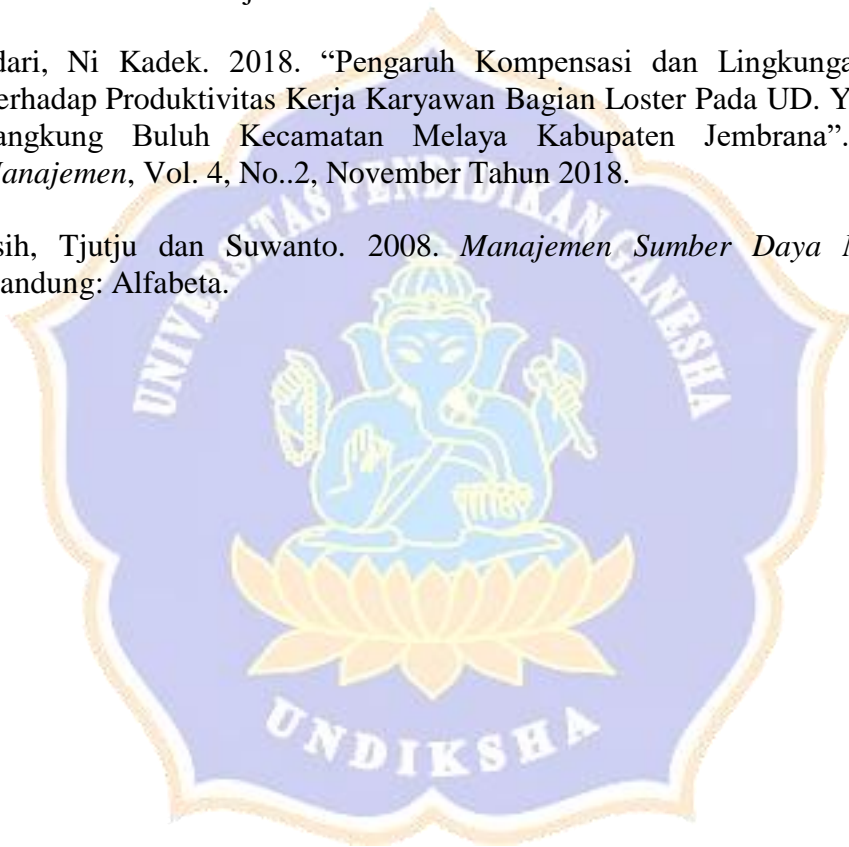 dari, Ni Kadek. 2018. “Pengaruh Kompensasi dan Lingkunga
erhadap Produktivitas Kerja Karyawan Bagian Loster Pada UD. Y
angkung Buluh Kecamatan Melaya Kabupaten Jembrana”.
Manajemen, Vol. 4, No..2, November Tahun 2018.
sih, Tjutju dan Suwanto. 2008. Manajemen Sumber Daya
andung: Alfabeta.
UNIVERSITAS PENDIDIKAN GANESHA
UNDIKSHA